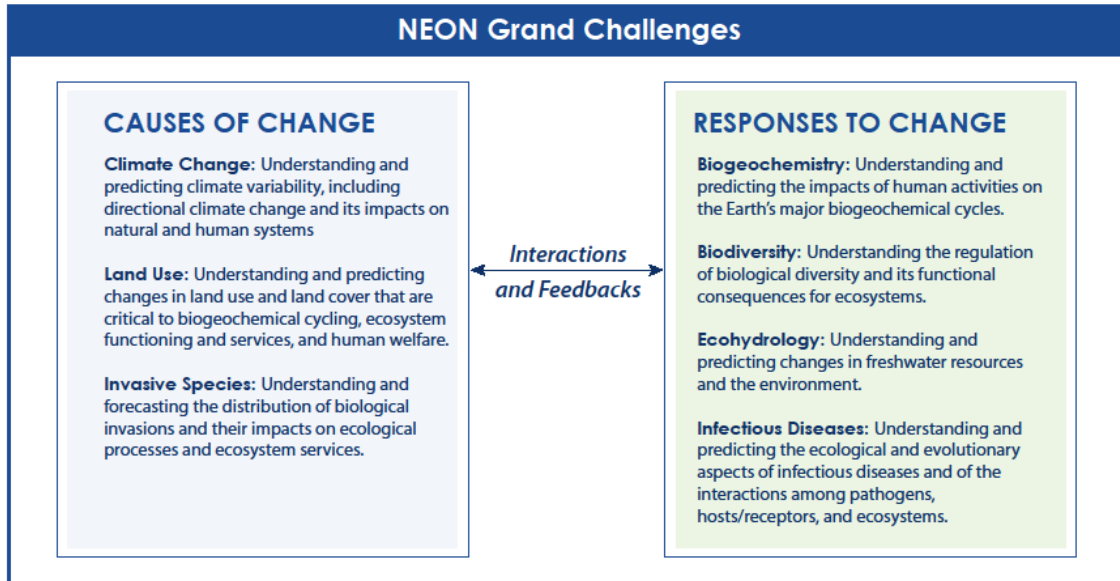 NEON Grand Challenges
CAUSES OF CHANGE
Climate Change: Understanding and
predicting climate variability, including
directional climate change and its impacts on
natural and human systems
Land Use: Understanding and predicting
changes in land use and land cover that are
critical to biogeochemical cycling, ecosystem
functioning and services, and human welfare.
Invasive Species: Understanding and
forecasting the distribution of biological
invasions and their impacts on ecological
processes and ecosystem services.
Interactions
and Feedbacks
RESPONSES TO CHANGE
Biogeochemistry: Understanding and
predicting the impacts of human activities on
the Earth's major biogeochemical cycles.
Biodiversity: Understanding the regulation
of biological diversity and its functional
consequences for ecosystems.
Ecohydrology: Understanding and
predicting changes in freshwater resources
and the environment.
Infectious Diseases: Understanding and
predicting the ecological and evolutionary
aspects of infectious diseases and of the
interactions among pathogens,
hosts/receptors, and ecosystems.